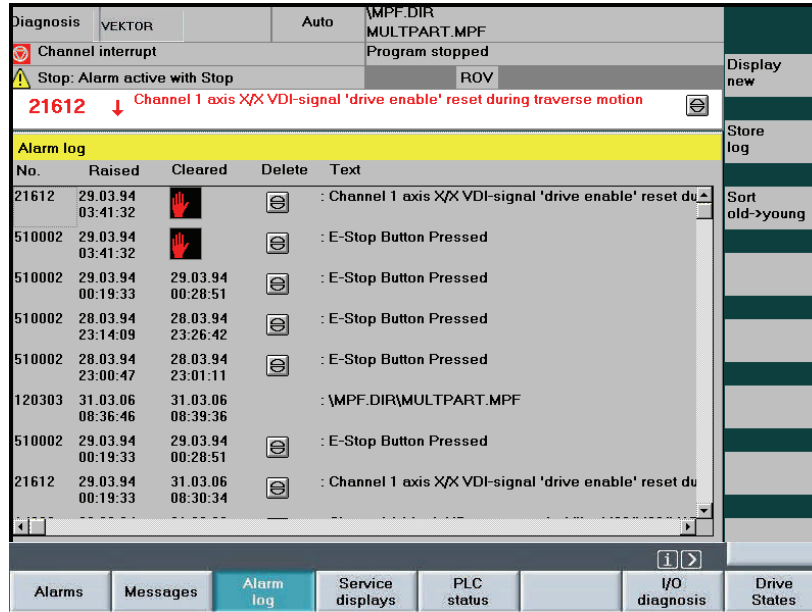 Diagnosis VEKTOR Auto \MPF.DIR
MULTPART.MPF
Channel interrupt Program stopped
Stop: Alarm active with Stop ROV
21612 ↓ Channel 1 axis X/X VDI-signal 'drive enable' reset during traverse motion
Display
new
Store
log
Sort
old->young
Alarm log
No. Raised Cleared Delete Text
21612 29.03.94 : Channel 1 axis X/X VDI-signal 'drive enable' reset du
03:41:32
510002 29.03.94 : E-Stop Button Pressed
03:41:32
510002 29.03.94 29.03.94 : E-Stop Button Pressed
00:19:33 00:28:51
510002 28.03.94 28.03.94 : E-Stop Button Pressed
23:14:09 23:26:42
510002 28.03.94 28.03.94 : E-Stop Button Pressed
23:00:47 23:01:11
120303 31.03.06 31.03.06 : \MPF.DIR\MULTPART.MPF
08:36:46 08:39:36
510002 29.03.94 29.03.94 : E-Stop Button Pressed
00:19:33 00:28:51
21612 29.03.94 31.03.06 : Channel 1 axis X/X VDI-signal 'drive enable' reset du
00:19:33 08:30:34
i >
Alarms Messages Alarm log Service displays PLC status I/O diagnosis Drive States